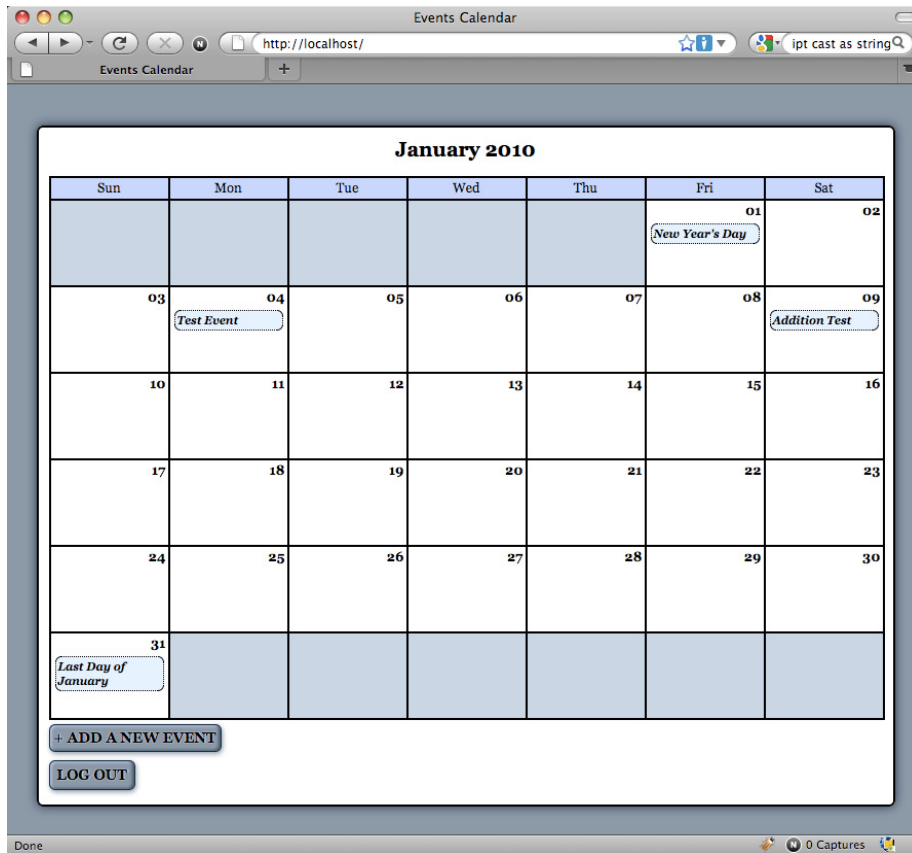 Events Calendar
http://localhost/
ipt cast as string
Events Calendar
+
January 2010
Sun Mon Tue Wed Thu Fri Sat
01 02
New Year's Day
03 04 05 06 07 08 09
Test Event Addition Test
10 11 12 13 14 15 16
17 18 19 20 21 22 23
24 25 26 27 28 29 30
31
Last Day of
January
+ ADD A NEW EVENT
LOG OUT
Done 0 Captures